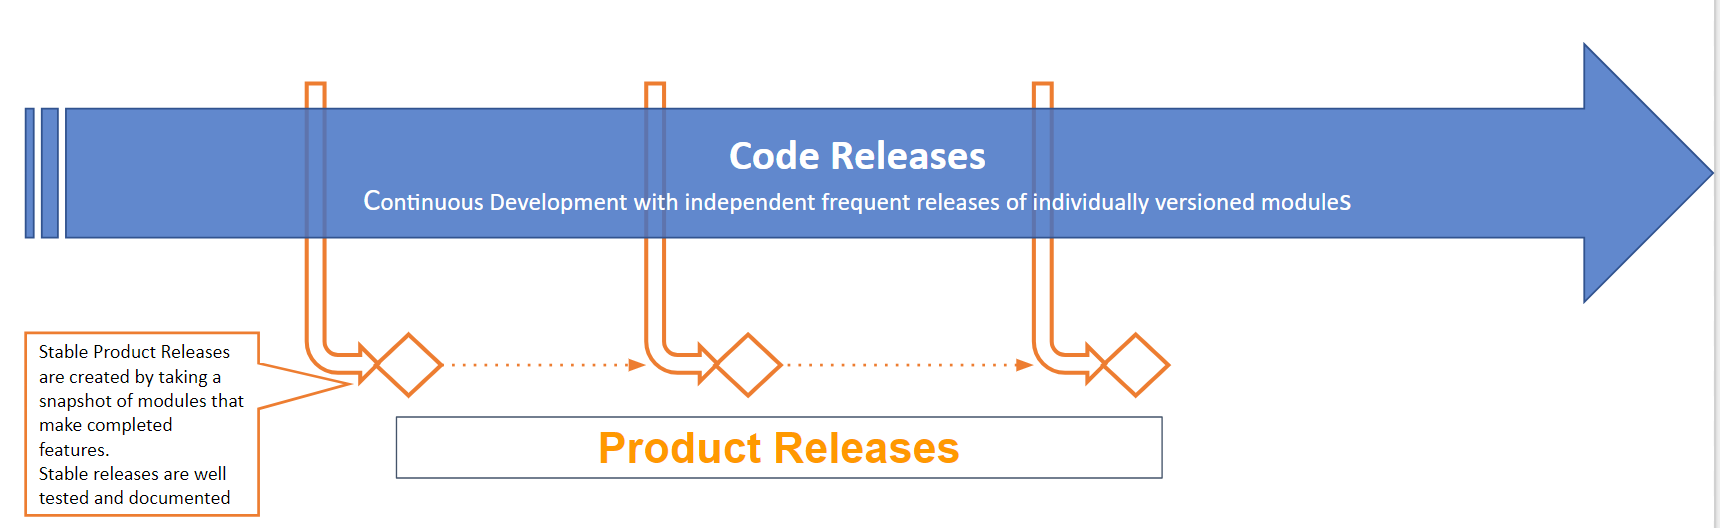 Code Releases
Continuous Development with independent frequent releases of individually versioned modules
Stable Product Releases
are created by taking a
snapshot of modules that
make completed
features.
Stable releases are well
tested and documented
Product Releases